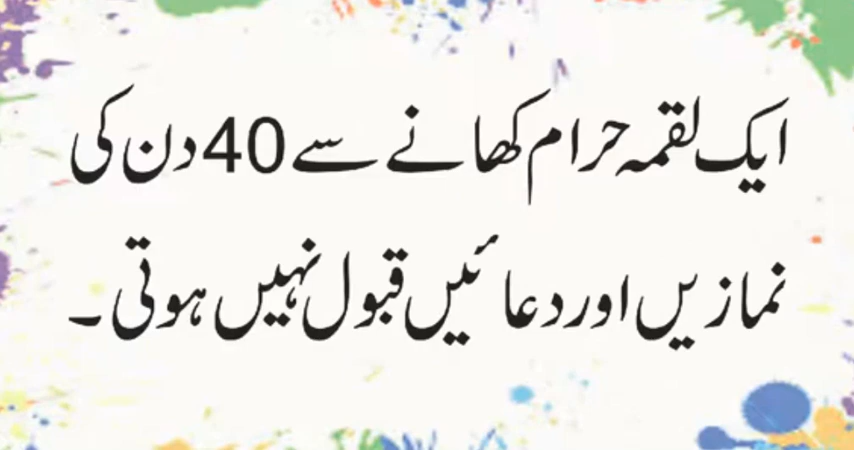 ایک لقمہ حرام کھانے سے 40 دن کی
نمازیں اور دعائیں قبول نہیں ہوتی ۔